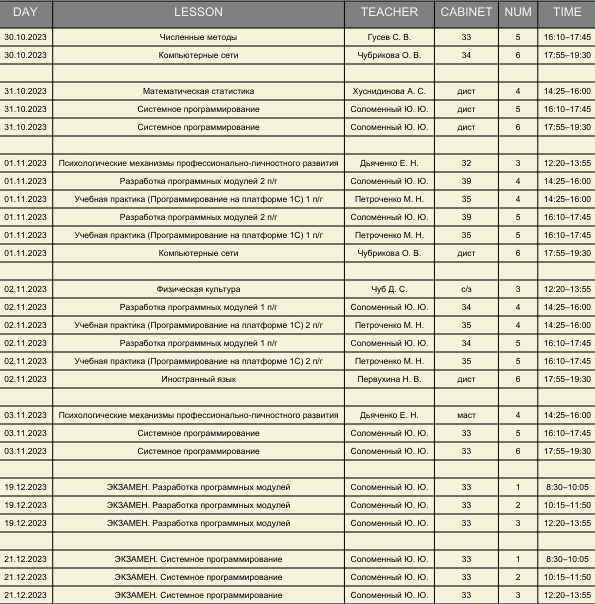 DAY LESSON TEACHER CABINET NUM TIME
30.10.2023 Численные методы Гусев С. В. 33 5 16:10–17:45
30.10.2023 Компьютерные сети Чубрикова О. В. 34 6 17:55–19:30
31.10.2023 Математическая статистика Хуснидинова А. С. дист 4 14:25–16:00
31.10.2023 Системное программирование Соломенный Ю. Ю. дист 5 16:10–17:45
31.10.2023 Системное программирование Соломенный Ю. Ю. дист 6 17:55–19:30
01.11.2023 Психологические механизмы профессионально-личностного развития Дьяченко Е. Н. 32 3 12:20–13:55
01.11.2023 Разработка программных модулей 2 п/г Соломенный Ю. Ю. 39 4 14:25–16:00
01.11.2023 Учебная практика (Программирование на платформе 1С) 1 п/г Петроченко М. Н. 35 4 14:25–16:00
01.11.2023 Разработка программных модулей 2 п/г Соломенный Ю. Ю. 39 5 16:10–17:45
01.11.2023 Учебная практика (Программирование на платформе 1С) 1 п/г Петроченко М. Н. 35 5 16:10–17:45
01.11.2023 Компьютерные сети Чубрикова О. В. дист 6 17:55–19:30
02.11.2023 Физическая культура Чуб Д. С. с/з 3 12:20–13:55
02.11.2023 Разработка программных модулей 1 п/г Соломенный Ю. Ю. 34 4 14:25–16:00
02.11.2023 Учебная практика (Программирование на платформе 1С) 2 п/г Петроченко М. Н. 35 4 14:25–16:00
02.11.2023 Разработка программных модулей 1 п/г Соломенный Ю. Ю. 34 5 16:10–17:45
02.11.2023 Учебная практика (Программирование на платформе 1С) 2 п/г Петроченко М. Н. 35 5 16:10–17:45
02.11.2023 Иностранный язык Первухина Н. В. дист 6 17:55–19:30
03.11.2023 Психологические механизмы профессионально-личностного развития Дьяченко Е. Н. маст 4 14:25–16:00
03.11.2023 Системное программирование Соломенный Ю. Ю. 33 5 16:10–17:45
03.11.2023 Системное программирование Соломенный Ю. Ю. 33 6 17:55–19:30
19.12.2023 ЭКЗАМЕН. Разработка программных модулей Соломенный Ю. Ю. 33 1 8:30–10:05
19.12.2023 ЭКЗАМЕН. Разработка программных модулей Соломенный Ю. Ю. 33 2 10:15–11:50
19.12.2023 ЭКЗАМЕН. Разработка программных модулей Соломенный Ю. Ю. 33 3 12:20–13:55
21.12.2023 ЭКЗАМЕН. Системное программирование Соломенный Ю. Ю. 33 1 8:30–10:05
21.12.2023 ЭКЗАМЕН. Системное программирование Соломенный Ю. Ю. 33 2 10:15–11:50
21.12.2023 ЭКЗАМЕН. Системное программирование Соломенный Ю. Ю. 33 3 12:20–13:55